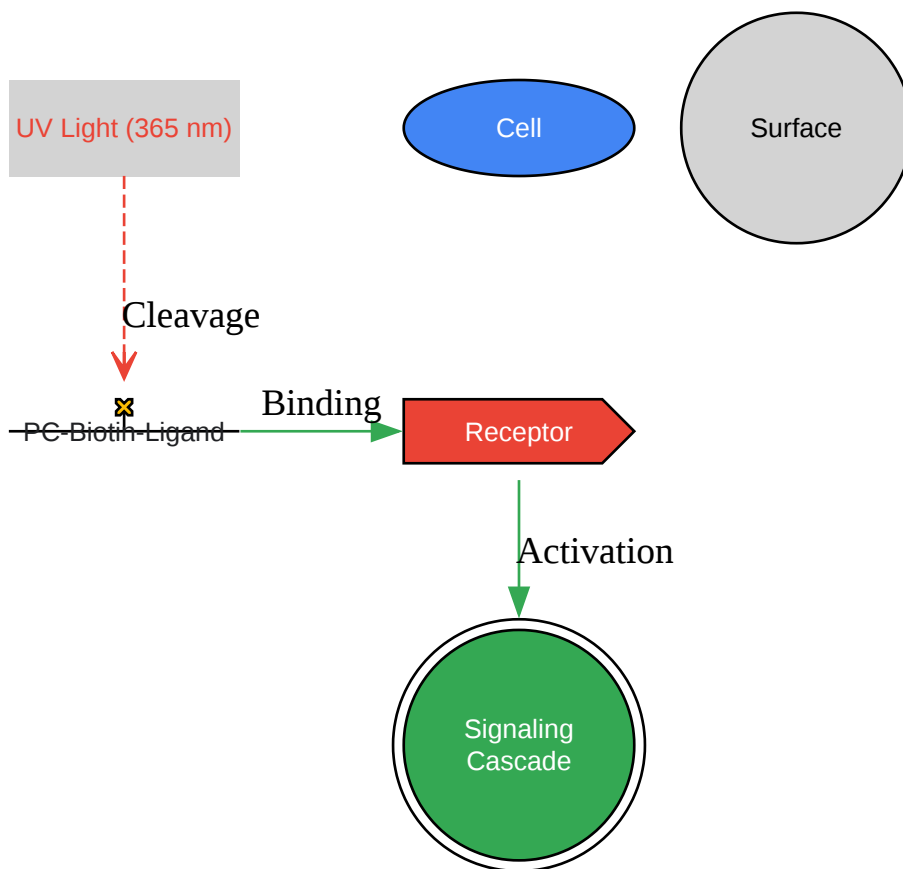 UV Light (365 nm)
Cell
Surface
Cleavage
PC-Biotin-Ligand
Binding
Receptor
Activation
Signaling
Cascade